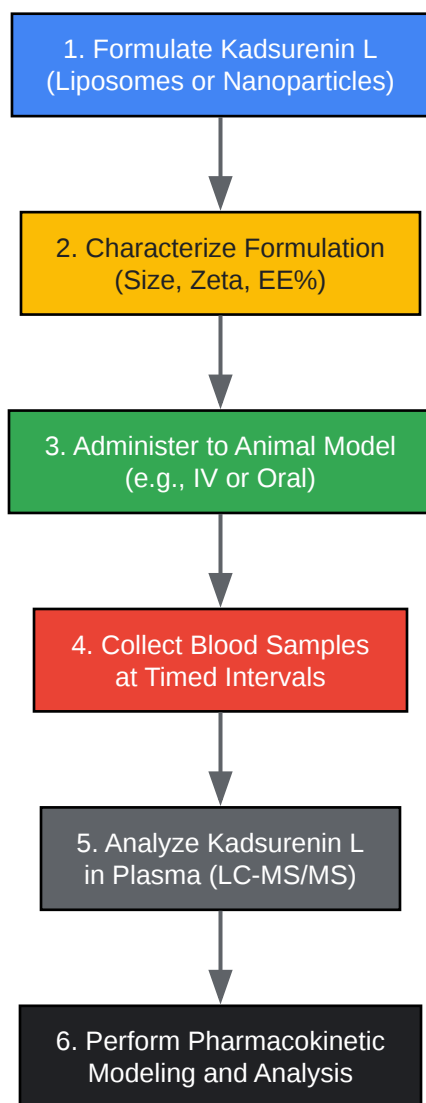 1. Formulate Kadsurenin L
(Liposomes or Nanoparticles)
2. Characterize Formulation
(Size, Zeta, EE%)
3. Administer to Animal Model
(e.g., IV or Oral)
4. Collect Blood Samples
at Timed Intervals
5. Analyze Kadsurenin L
in Plasma (LC-MS/MS)
6. Perform Pharmacokinetic
Modeling and Analysis